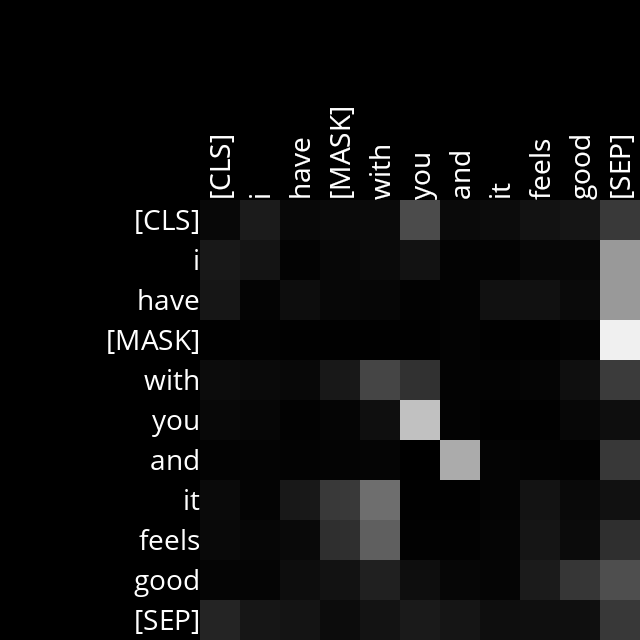 [CLS] i have [MASK] with you and it feels good [SEP]
[CLS]
i
have
[MASK]
with
you
and
it
feels
good
[SEP]